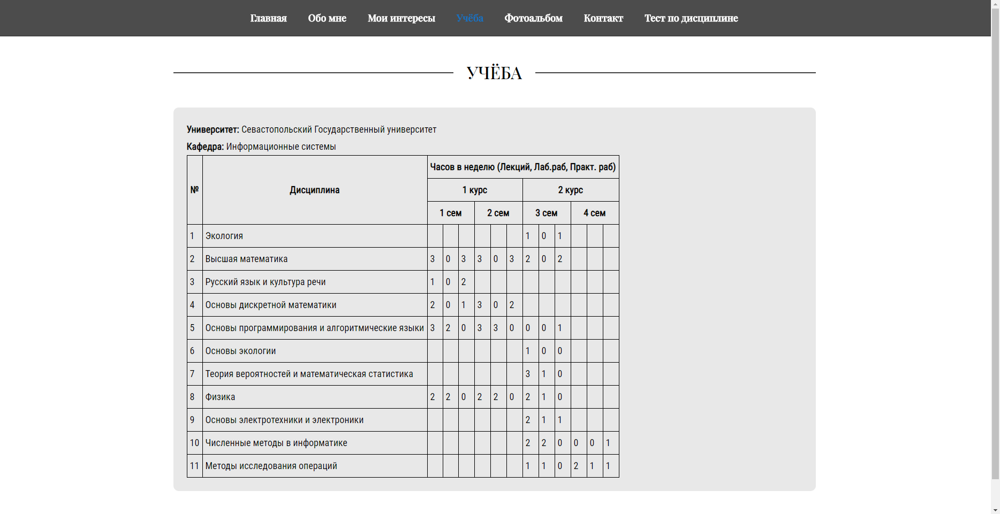 Главная Обо мне Мои интересы Учёба Фотоальбом Контакт Тест по дисциплине
УЧЁБА
Университет: Севастопольский Государственный университет
Кафедра: Информационные системы
№ Дисциплина Часов в неделю (Лекций, Лаб.раб, Практ. раб)
1 курс 2 курс
1 сем 2 сем 3 сем 4 сем
1 Экология 1 0 1
2 Высшая математика 3 0 3 3 0 3 2 0 2
3 Русский язык и культура речи 1 0 2
4 Основы дискретной математики 2 0 1 3 0 2
5 Основы программирования и алгоритмические языки 3 2 0 3 3 0 0 0 1
6 Основы экологии 1 0 0
7 Теория вероятностей и математическая статистика 3 1 0
8 Физика 2 2 0 2 2 0 2 1 0
9 Основы электротехники и электроники 2 1 1
10 Численные методы в информатике 2 2 0 0 0 1
11 Методы исследования операций 1 1 0 2 1 1